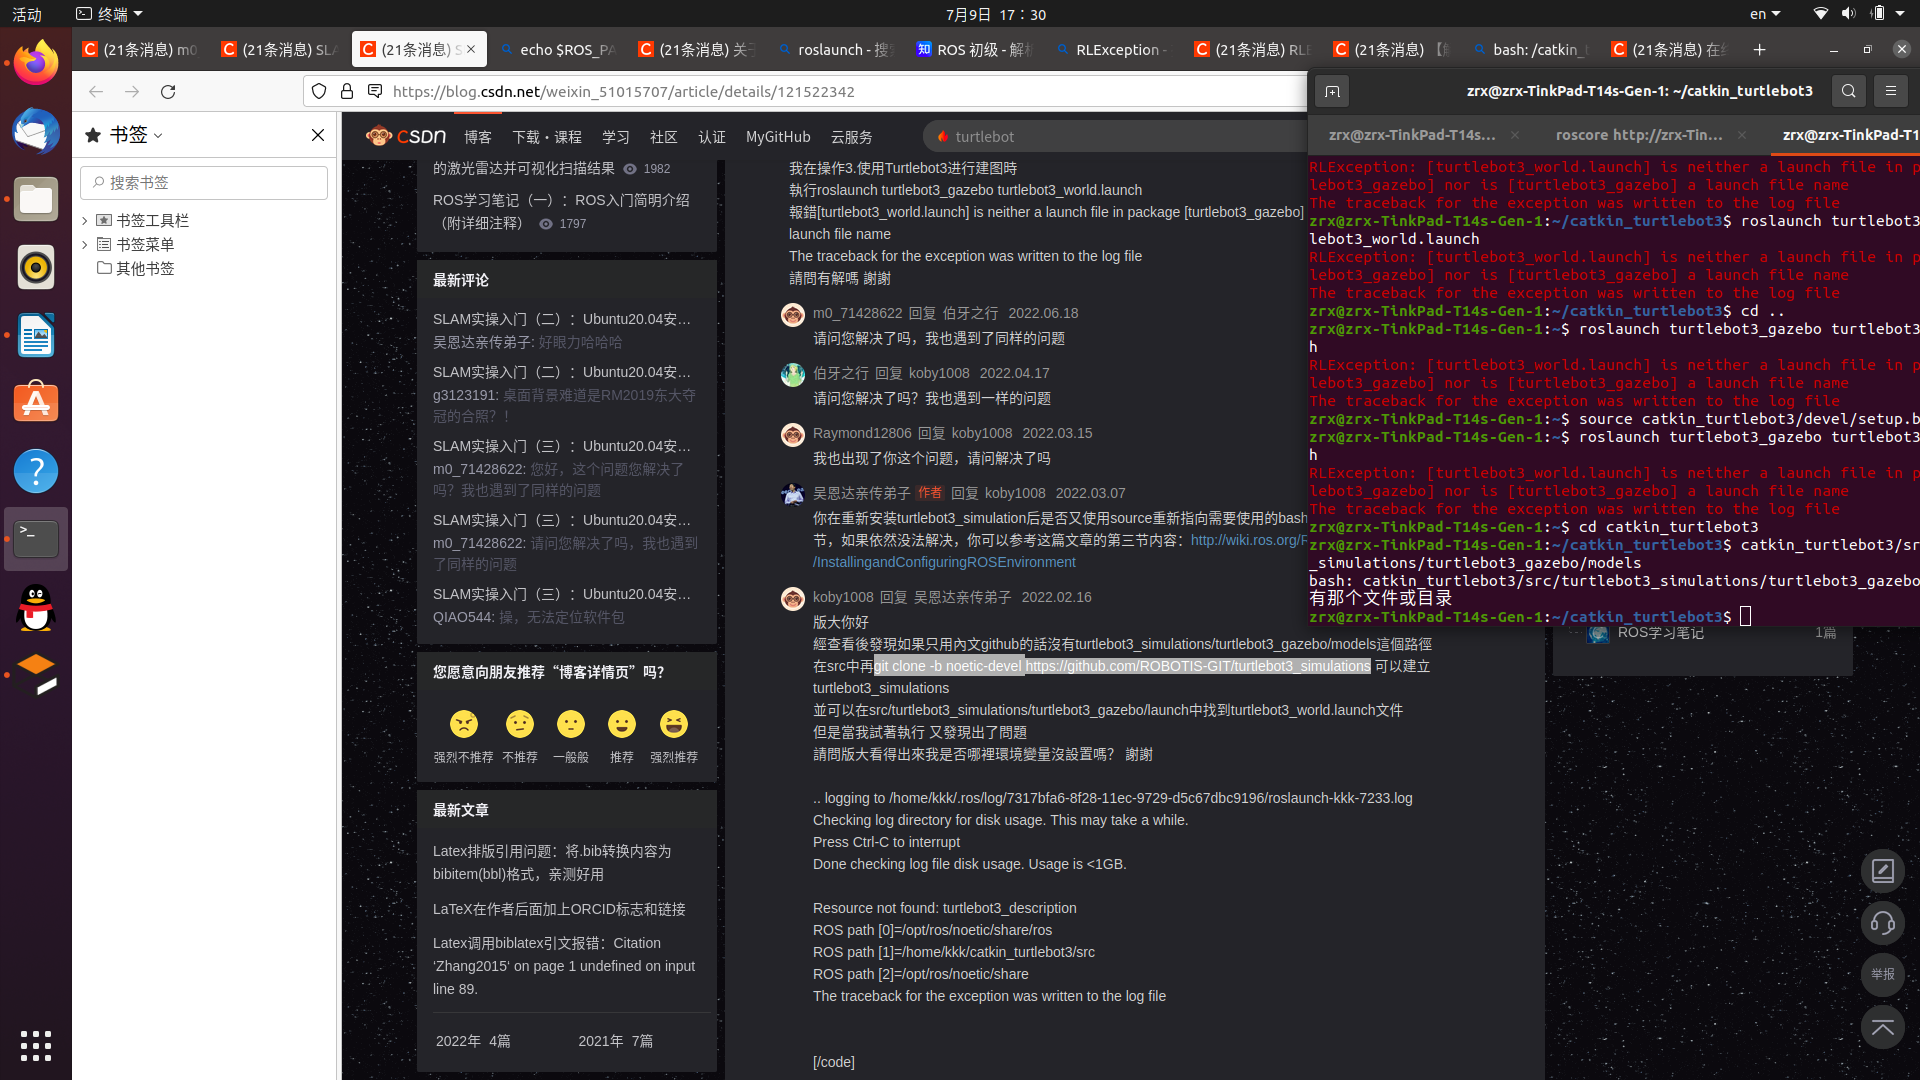 活动
终端
7月9日 17：30
en
(21条消息) m0
(21条消息) SLA
(21条消息) S
echo $ROS_PA
(21条消息) 关于
roslaunch - 搜
ROS 初级 - 解析
RLException -
(21条消息) RLE
(21条消息) 【解
bash: /catkin_t
(21条消息) 在
https://blog.csdn.net/weixin_51015707/article/details/121522342
书签
搜索书签
书签工具栏
书签菜单
其他书签
CSDN 博客 下载·课程 学习 社区 认证 MyGitHub 云服务
turtlebot
的激光雷达并可视化扫描结果 1982
ROS学习笔记（一）：ROS入门简明介绍
（附详细注释） 1797
最新评论
SLAM实操入门（二）：Ubuntu20.04安…
吴恩达亲传弟子: 好眼力哈哈哈
SLAM实操入门（二）：Ubuntu20.04安…
g3123191: 桌面背景难道是RM2019东大夺
冠的合照？！
SLAM实操入门（三）：Ubuntu20.04安…
m0_71428622: 您好，这个问题您解决了
吗？我也遇到了同样的问题
SLAM实操入门（三）：Ubuntu20.04安…
m0_71428622: 请问您解决了吗，我也遇到
了同样的问题
SLAM实操入门（三）：Ubuntu20.04安…
QIAO544: 操，无法定位软件包
您愿意向朋友推荐“博客详情页”吗？
强烈不推荐 不推荐 一般般 推荐 强烈推荐
最新文章
Latex排版引用问题：将.bib转换内容为
bibitem(bbl)格式，亲测好用
LaTeX在作者后面加上ORCID标志和链接
Latex调用biblatex引文报错：Citation
‘Zhang2015‘ on page 1 undefined on input
line 89.
2022年 4篇 2021年 7篇
我在操作3.使用Turtlebot3进行建图時
執行roslaunch turtlebot3_gazebo turtlebot3_world.launch
報錯[turtlebot3_world.launch] is neither a launch file in package [turtlebot3_gazebo]
launch file name
The traceback for the exception was written to the log file
請問有解嗎 謝謝
m0_71428622 回复 伯牙之行 2022.06.18
请问您解决了吗，我也遇到了同样的问题
伯牙之行 回复 koby1008 2022.04.17
请问您解决了吗？我也遇到一样的问题
Raymond12806 回复 koby1008 2022.03.15
我也出现了你这个问题，请问解决了吗
吴恩达亲传弟子 作者 回复 koby1008 2022.03.07
你在重新安装turtlebot3_simulation后是否又使用source重新指向需要使用的bash
节，如果依然没法解决，你可以参考这篇文章的第三节内容：http://wiki.ros.org/R
/InstallingandConfiguringROSEnvironment
koby1008 回复 吴恩达亲传弟子 2022.02.16
版大你好
經查看後發現如果只用內文github的話沒有turtlebot3_simulations/turtlebot3_gazebo/models這個路徑
在src中再git clone -b noetic-devel https://github.com/ROBOTIS-GIT/turtlebot3_simulations 可以建立
turtlebot3_simulations
並可以在src/turtlebot3_simulations/turtlebot3_gazebo/launch中找到turtlebot3_world.launch文件
但是當我試著執行 又發現出了問題
請問版大看得出來我是否哪裡環境變量沒設置嗎？ 謝謝
.. logging to /home/kkk/.ros/log/7317bfa6-8f28-11ec-9729-d5c67dbc9196/roslaunch-kkk-7233.log
Checking log directory for disk usage. This may take a while.
Press Ctrl-C to interrupt
Done checking log file disk usage. Usage is <1GB.
Resource not found: turtlebot3_description
ROS path [0]=/opt/ros/noetic/share/ros
ROS path [1]=/home/kkk/catkin_turtlebot3/src
ROS path [2]=/opt/ros/noetic/share
The traceback for the exception was written to the log file
[/code]
zrx@zrx-TinkPad-T14s-Gen-1: ~/catkin_turtlebot3
zrx@zrx-TinkPad-T14s…
roscore http://zrx-Tin…
zrx@zrx-TinkPad-T1
RLException: [turtlebot3_world.launch] is neither a launch file in p
lebot3_gazebo] nor is [turtlebot3_gazebo] a launch file name
The traceback for the exception was written to the log file
zrx@zrx-TinkPad-T14s-Gen-1:~/catkin_turtlebot3$ roslaunch turtlebot3
lebot3_world.launch
RLException: [turtlebot3_world.launch] is neither a launch file in p
lebot3_gazebo] nor is [turtlebot3_gazebo] a launch file name
The traceback for the exception was written to the log file
zrx@zrx-TinkPad-T14s-Gen-1:~/catkin_turtlebot3$ cd ..
zrx@zrx-TinkPad-T14s-Gen-1:~$ roslaunch turtlebot3_gazebo turtlebot3
h
RLException: [turtlebot3_world.launch] is neither a launch file in p
lebot3_gazebo] nor is [turtlebot3_gazebo] a launch file name
The traceback for the exception was written to the log file
zrx@zrx-TinkPad-T14s-Gen-1:~$ source catkin_turtlebot3/devel/setup.b
zrx@zrx-TinkPad-T14s-Gen-1:~$ roslaunch turtlebot3_gazebo turtlebot3
h
RLException: [turtlebot3_world.launch] is neither a launch file in p
lebot3_gazebo] nor is [turtlebot3_gazebo] a launch file name
The traceback for the exception was written to the log file
zrx@zrx-TinkPad-T14s-Gen-1:~$ cd catkin_turtlebot3
zrx@zrx-TinkPad-T14s-Gen-1:~/catkin_turtlebot3$ catkin_turtlebot3/sr
_simulations/turtlebot3_gazebo/models
bash: catkin_turtlebot3/src/turtlebot3_simulations/turtlebot3_gazebo
有那个文件或目录
zrx@zrx-TinkPad-T14s-Gen-1:~/catkin_turtlebot3$
ROS学习笔记 1篇
举报